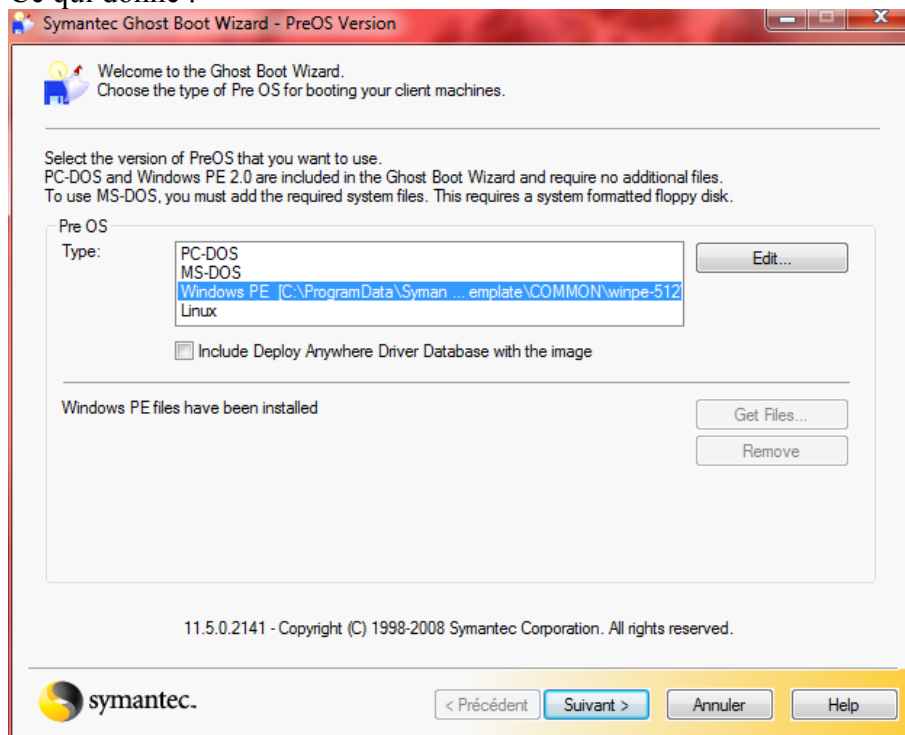 Ce qui donne :
Symantec Ghost Boot Wizard - PreOS Version
Welcome to the Ghost Boot Wizard.
Choose the type of Pre OS for booting your client machines.
Select the version of PreOS that you want to use.
PC-DOS and Windows PE 2.0 are included in the Ghost Boot Wizard and require no additional files.
To use MS-DOS, you must add the required system files. This requires a system formatted floppy disk.
Pre OS
Type:
PC-DOS
Edit...
MS-DOS
Windows PE [C:\ProgramData\Syman ... emplate\COMMON\winpe-512\
Linux
Include Deploy Anywhere Driver Database with the image
Windows PE files have been installed
Get Files...
Remove
11.5.0.2141 - Copyright (C) 1998-2008 Symantec Corporation. All rights reserved.
symantec.
< Précédent
Suivant >
Annuler
Help